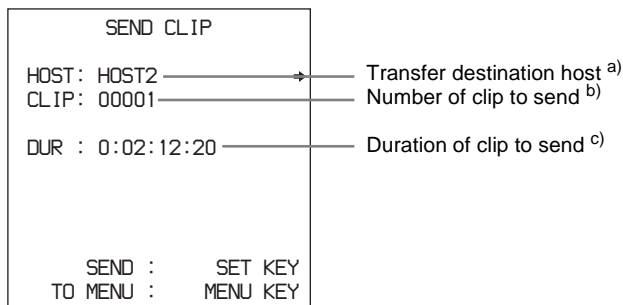 SEND CLIP
HOST: HOST2 Transfer destination host a)
CLIP: 00001 Number of clip to send b)
DUR : 0:02:12:20 Duration of clip to send c)
SEND : SET KEY
TO MENU : MENU KEY